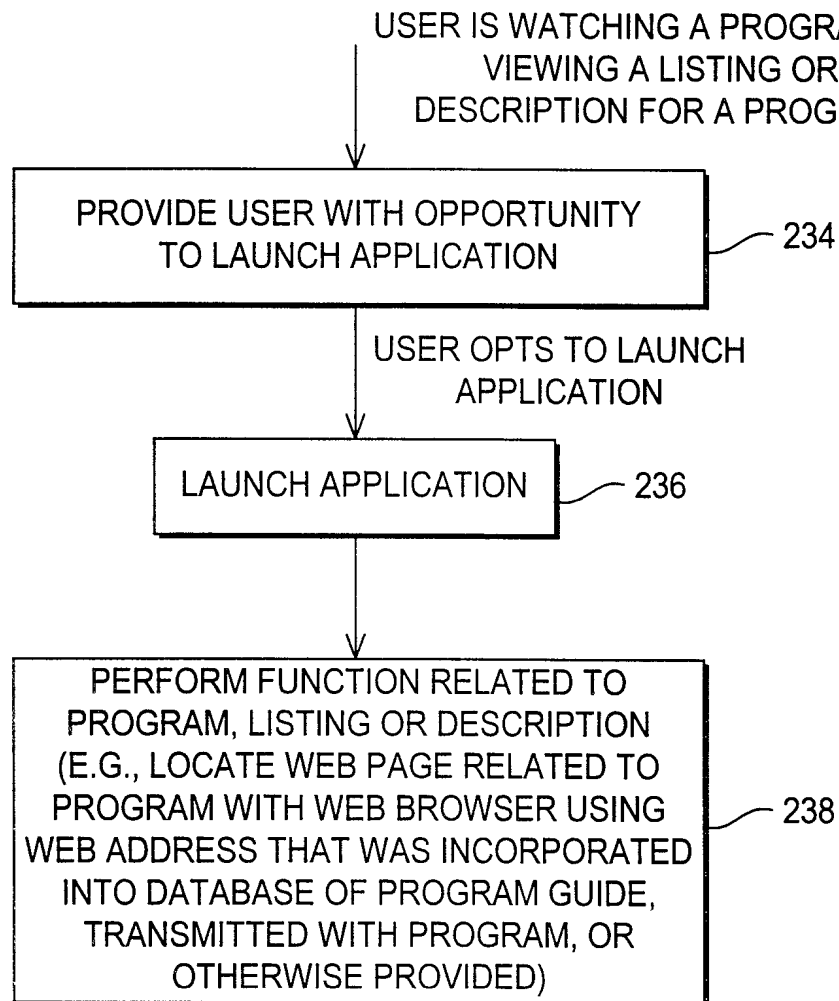 USER IS WATCHING A
VIEWING A LISTING OR
DESCRIPTION FOR A
PROVIDE USER WITH OPPORTUNITY
TO LAUNCH APPLICATION
234
USER OPTS TO LAUNCH
APPLICATION
LAUNCH APPLICATION
236
PERFORM FUNCTION RELATED TO
PROGRAM, LISTING OR DESCRIPTION
(E.G., LOCATE WEB PAGE RELATED TO
PROGRAM WITH WEB BROWSER USING
WEB ADDRESS THAT WAS INCORPORATED
INTO DATABASE OF PROGRAM GUIDE,
TRANSMITTED WITH PROGRAM, OR
OTHERWISE PROVIDED)
238